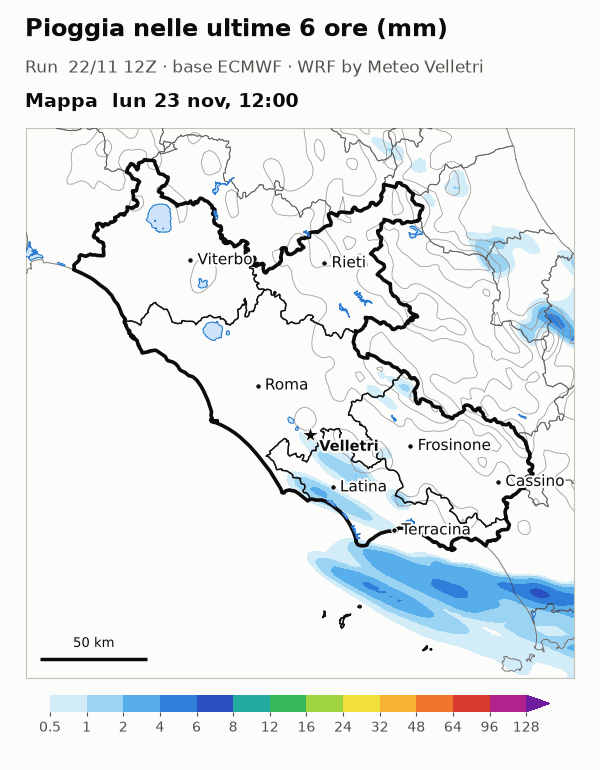 Pioggia nelle ultime 6 ore (mm)
Run  22/11 12Z · base ECMWF · WRF by Meteo Velletri
Mappa  lun 23 nov, 12:00
Viterbo
Rieti
Roma
Velletri
Frosinone
Latina
Cassino
Terracina
50 km
0.5 1 2 4 6 8 12 16 24 32 48 64 96 128